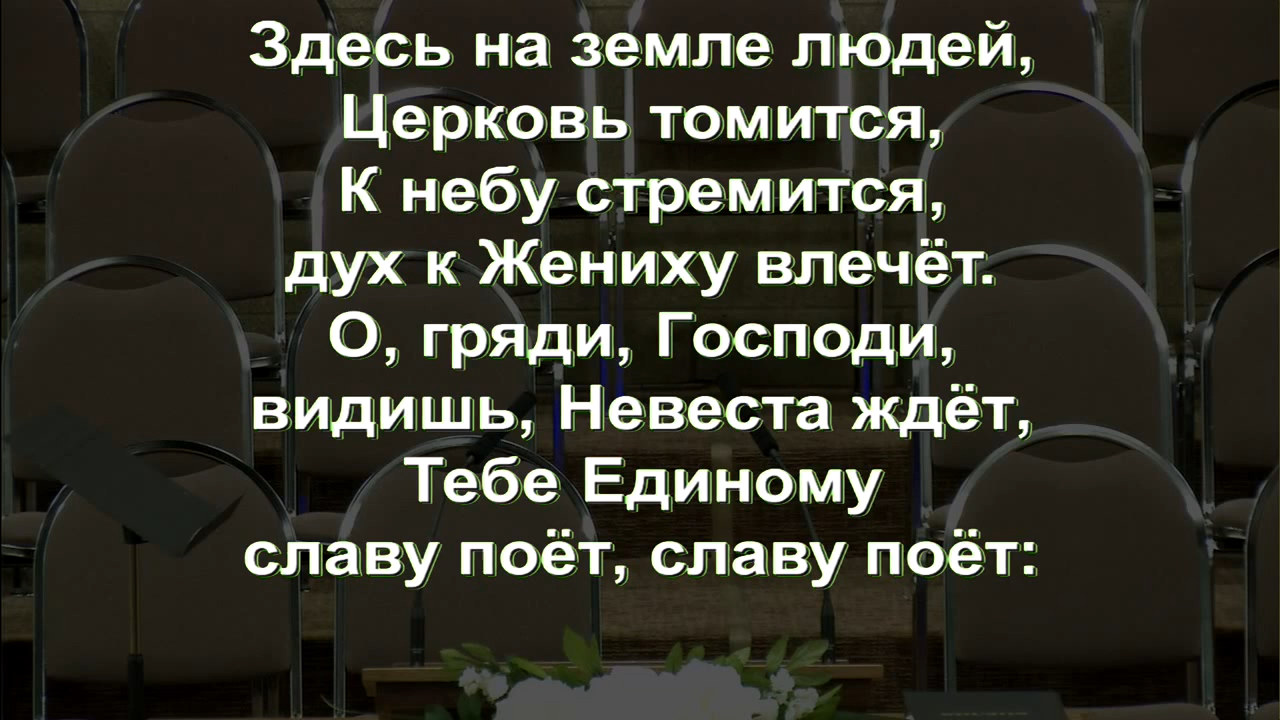 Здесь на земле людей,
Церковь томится,
К небу стремится,
дух к Жениху влечёт.
О, гряди, Господи,
видишь, Невеста ждёт,
Тебе Единому
славу поёт, славу поёт: